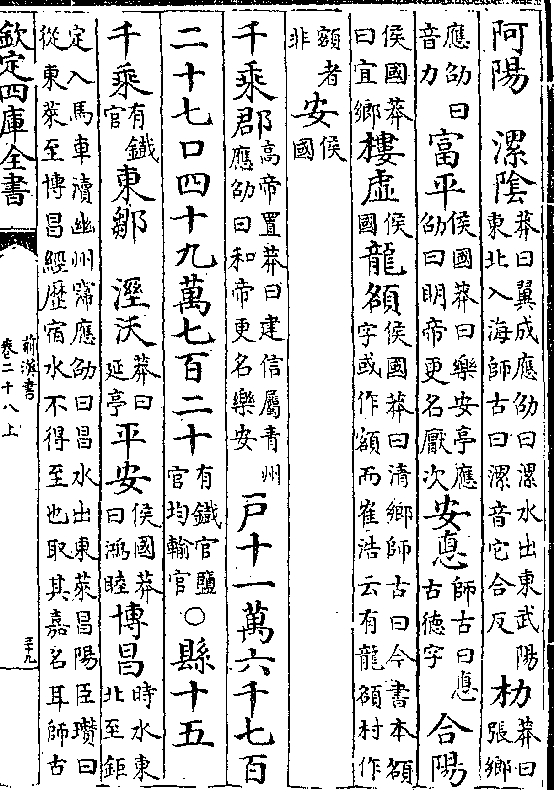 阿陽　漯陰莽曰翼成應劭曰漯水出東武陽東北入海師古曰漯音它合反朸莽曰張鄉
應劭曰音力富平侯國莽曰樂安亭應劭曰明帝更名厭次安悳師古曰悳古德字合陽
侯國莽曰宜鄉樓虛侯國龍頟侯國莽曰清鄉師古曰今書本頟字或作額而崔浩云有龍頟村作
額者非安侯國
千乘郡高帝置莽曰建信屬青州應劭曰和帝更名樂安戸十一萬六千七百
二十七口四十九萬七百二十有鐵官鹽官均輸官○縣十五
千乘有鐵官東鄒　溼沃莽曰延亭平安侯國莽曰鴻睦博昌時水東北至鉅
定入馬車瀆幽州濅應劭曰昌水出東萊昌陽臣瓚曰從東萊至博昌經歷宿水不得至也取其嘉名耳師古
欽定四庫全書
前漢書
卷二十八上
三十九